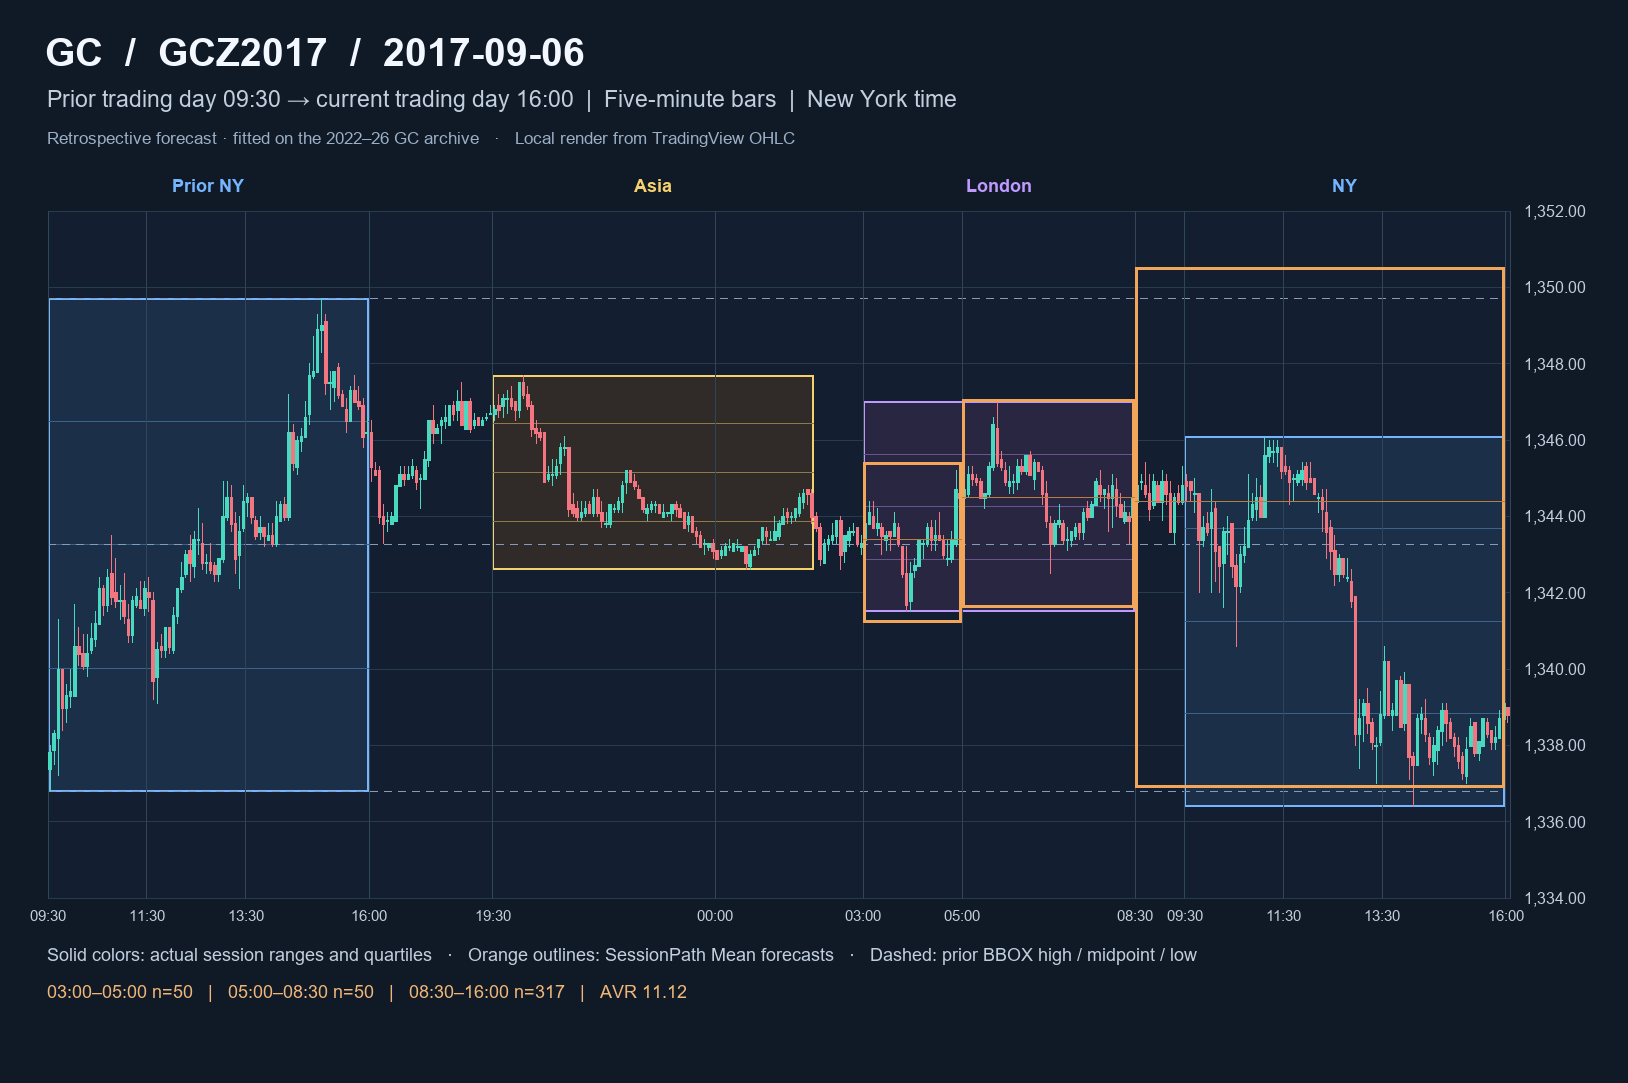 GC / GCZ2017 / 2017-09-06
Prior trading day 09:30 → current trading day 16:00 | Five-minute bars | New York time
Retrospective forecast · fitted on the 2022–26 GC archive · Local render from TradingView OHLC
Prior NY Asia London NY
1,352.00
1,350.00
1,348.00
1,346.00
1,344.00
1,342.00
1,340.00
1,338.00
1,336.00
1,334.00
09:30 11:30 13:30 16:00 19:30 00:00 03:00 05:00 08:30 09:30 11:30 13:30 16:00
Solid colors: actual session ranges and quartiles · Orange outlines: SessionPath Mean forecasts · Dashed: prior BBOX high / midpoint / low
03:00–05:00 n=50 | 05:00–08:30 n=50 | 08:30–16:00 n=317 | AVR 11.12